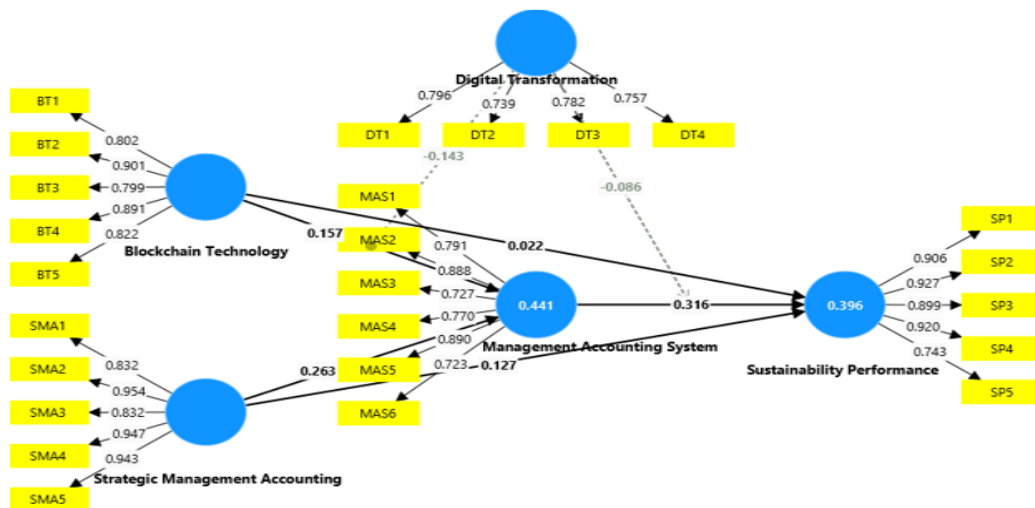 Digital Transformation
0.796
0.739
0.782
0.757
DT1
DT2
DT3
DT4
-0.143
-0.086
BT1
BT2
BT3
BT4
BT5
0.802
0.901
0.799
0.891
0.822
Blockchain Technology
0.157
0.022
MAS1
MAS2
MAS3
MAS4
MAS5
MAS6
0.791
0.888
0.727
0.770
0.890
0.723
0.441
Management Accounting System
0.316
0.263
0.127
SMA1
SMA2
SMA3
SMA4
SMA5
0.832
0.954
0.832
0.947
0.943
Strategic Management Accounting
0.396
Sustainability Performance
0.906
0.927
0.899
0.920
0.743
SP1
SP2
SP3
SP4
SP5